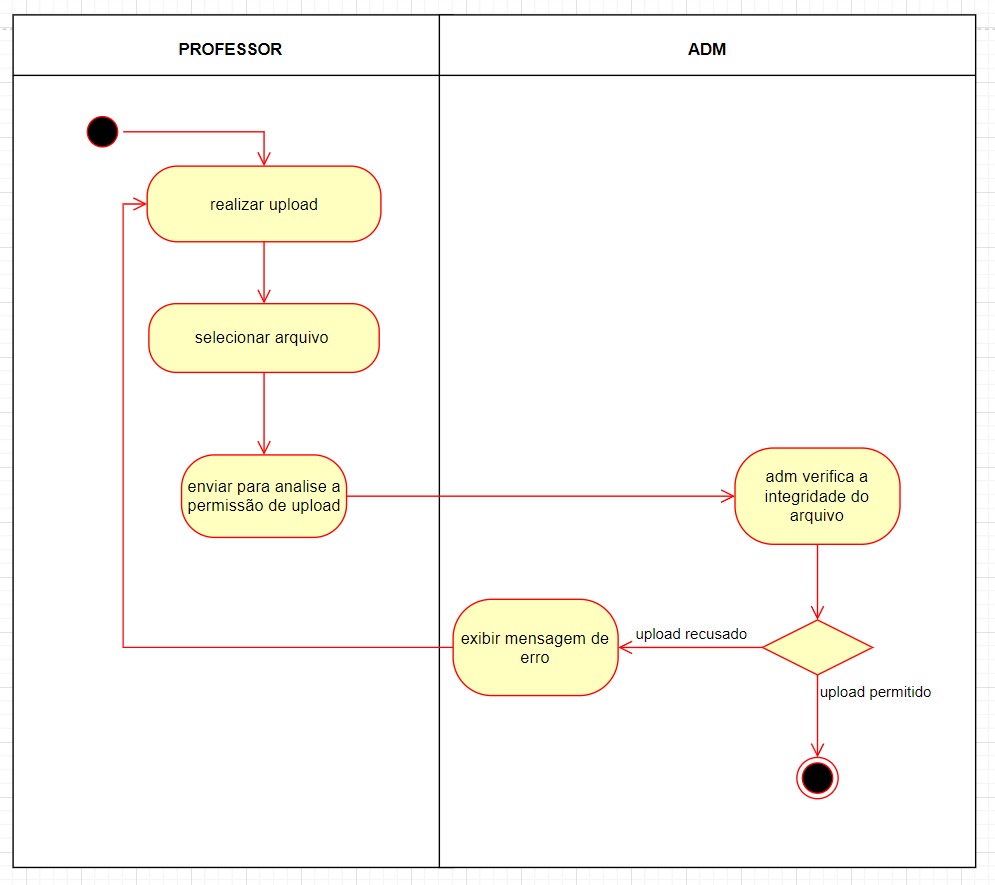 PROFESSOR
ADM
realizar upload
selecionar arquivo
enviar para analise a
permissão de upload
adm verifica a
integridade do
arquivo
exibir mensagem de
erro
upload recusado
upload permitido